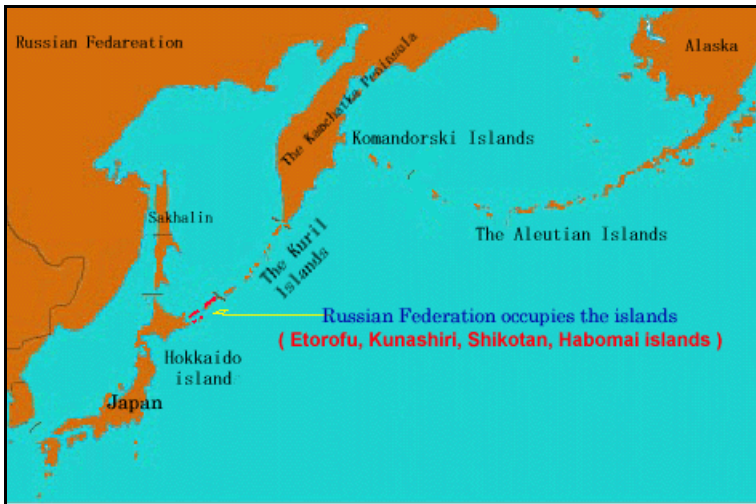 Russian Fedareation
Alaska
The Kamchatka Peninsula
Komandorski Islands
Sakhalin
The Aleutian Islands
The Kuril
Islands
Russian Federation occupies the islands
( Etorofu, Kunashiri, Shikotan, Habomai islands )
Hokkaido
island
Japan